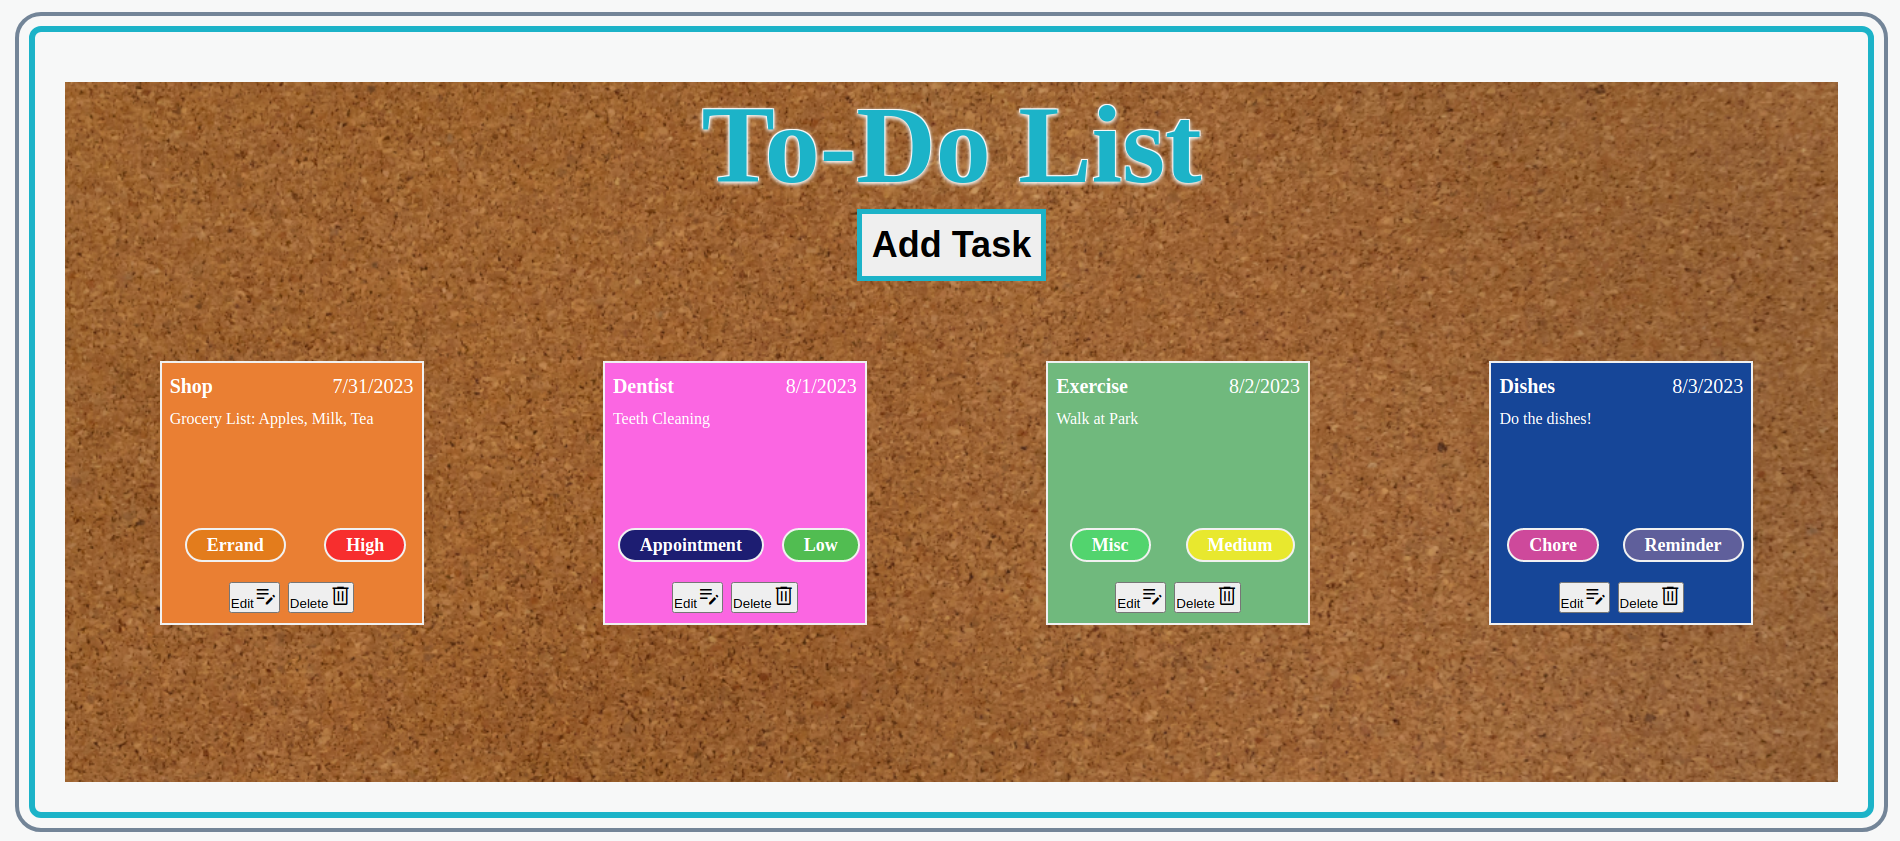 To-Do List
Add Task
Shop 7/31/2023
Grocery List: Apples, Milk, Tea
Errand High
Edit Delete
Dentist 8/1/2023
Teeth Cleaning
Appointment Low
Edit Delete
Exercise 8/2/2023
Walk at Park
Misc Medium
Edit Delete
Dishes 8/3/2023
Do the dishes!
Chore Reminder
Edit Delete